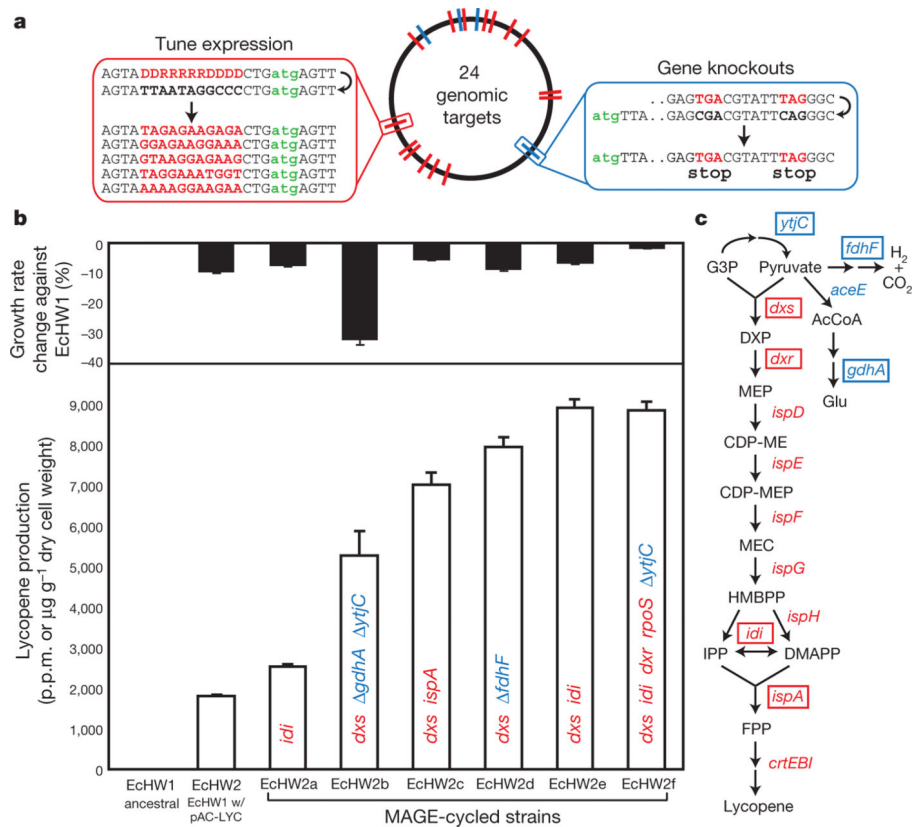 a
Tune expression
AGTADDRRRRRDDDDCTGatgAGTT
AGTATTAATAGGCCCCTGatgAGTT
AGTATAGAGAAGAGACTGatgAGTT
AGTAGGAGAAGGAAACTGatgAGTT
AGTAGTAAGGAGAAGCTGatgAGTT
AGTATAGGAAATGGTCTGatgAGTT
AGTAAAAAGGAAGAACTGatgAGTT
24
genomic
targets
Gene knockouts
..GAGTGACGTATTTAGGGC
atgTTA..GAGCGACGTATTCAGGGC
atgTTA..GAGTGACGTATTTAGGGC
stop stop
b
Growth rate
change against
EcHW1 (%)
0
−10
−20
−30
−40
Lycopene production
(p.p.m. or µg g⁻¹ dry cell weight)
9,000
8,000
7,000
6,000
5,000
4,000
3,000
2,000
1,000
0
idi
dxs ΔgdhA ΔytjC
dxs ispA
dxs ΔfdhF
dxs idi
dxs idi dxr rpoS ΔytjC
EcHW1
ancestral
EcHW2
EcHW1 w/
pAC-LYC
EcHW2a
EcHW2b
EcHW2c
EcHW2d
EcHW2e
EcHW2f
MAGE-cycled strains
c
ytjC
fdhF
H₂
+
CO₂
G3P
Pyruvate
aceE
dxs
AcCoA
DXP
dxr
gdhA
MEP
Glu
ispD
CDP-ME
ispE
CDP-MEP
ispF
MEC
ispG
HMBPP
ispH
idi
IPP
DMAPP
ispA
FPP
crtEBI
Lycopene